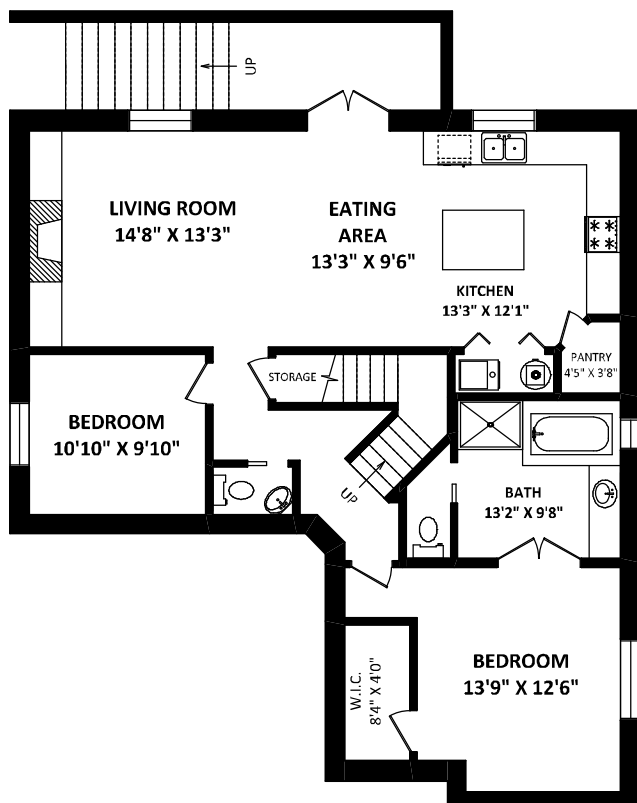 UP
LIVING ROOM
14'8" X 13'3"
EATING
AREA
13'3" X 9'6"
KITCHEN
13'3" X 12'1"
PANTRY
4'5" X 3'8"
STORAGE
BEDROOM
10'10" X 9'10"
UP
BATH
13'2" X 9'8"
BEDROOM
13'9" X 12'6"
W.I.C.
8'4" X 4'0"